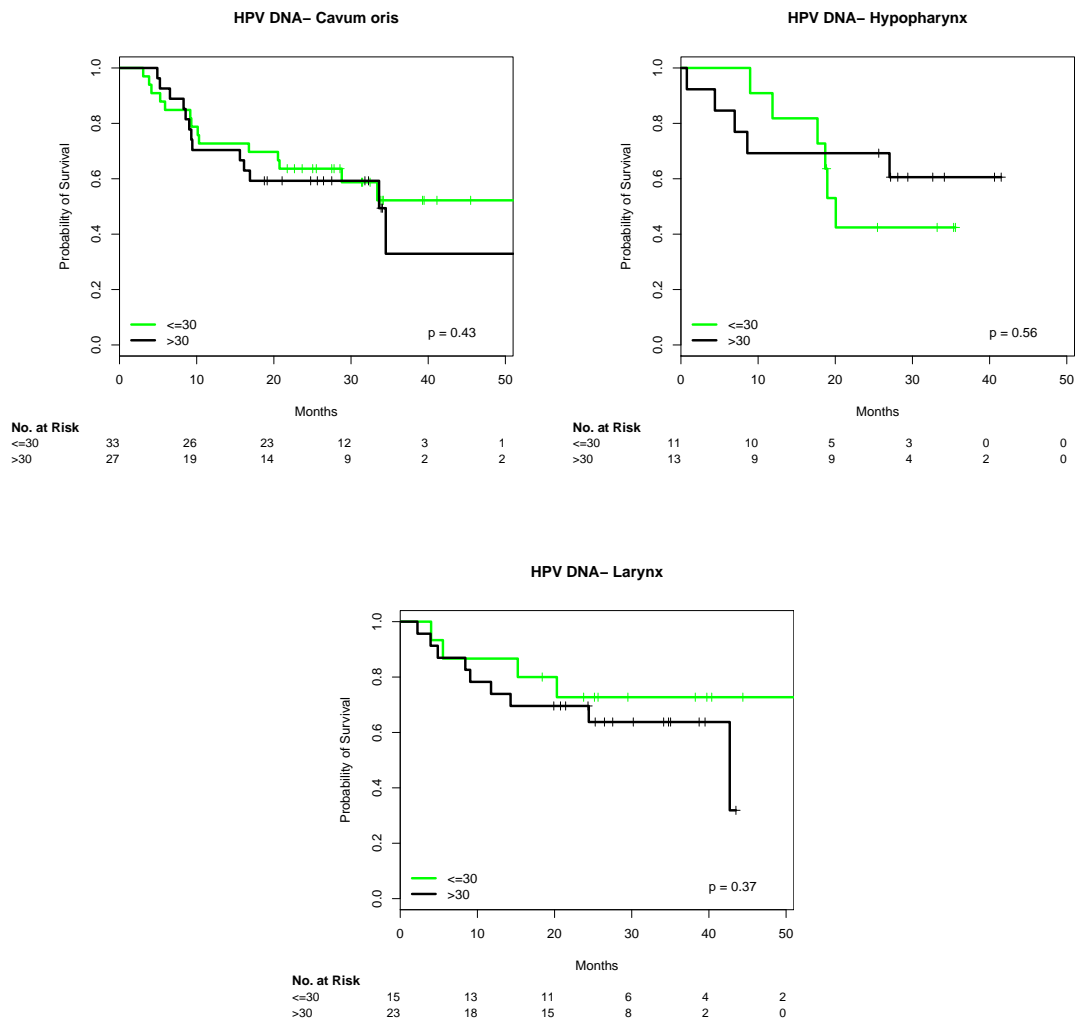 HPV DNA– Cavum oris
Probability of Survival
1.0
0.8
0.6
0.4
0.2
0.0
<=30
>30
p = 0.43
0 10 20 30 40 50
Months
No. at Risk
<=30 33 26 23 12 3 1
>30 27 19 14 9 2 2
HPV DNA– Hypopharynx
Probability of Survival
1.0
0.8
0.6
0.4
0.2
0.0
<=30
>30
p = 0.56
0 10 20 30 40 50
Months
No. at Risk
<=30 11 10 5 3 0 0
>30 13 9 9 4 2 0
HPV DNA– Larynx
Probability of Survival
1.0
0.8
0.6
0.4
0.2
0.0
<=30
>30
p = 0.37
0 10 20 30 40 50
Months
No. at Risk
<=30 15 13 11 6 4 2
>30 23 18 15 8 2 0